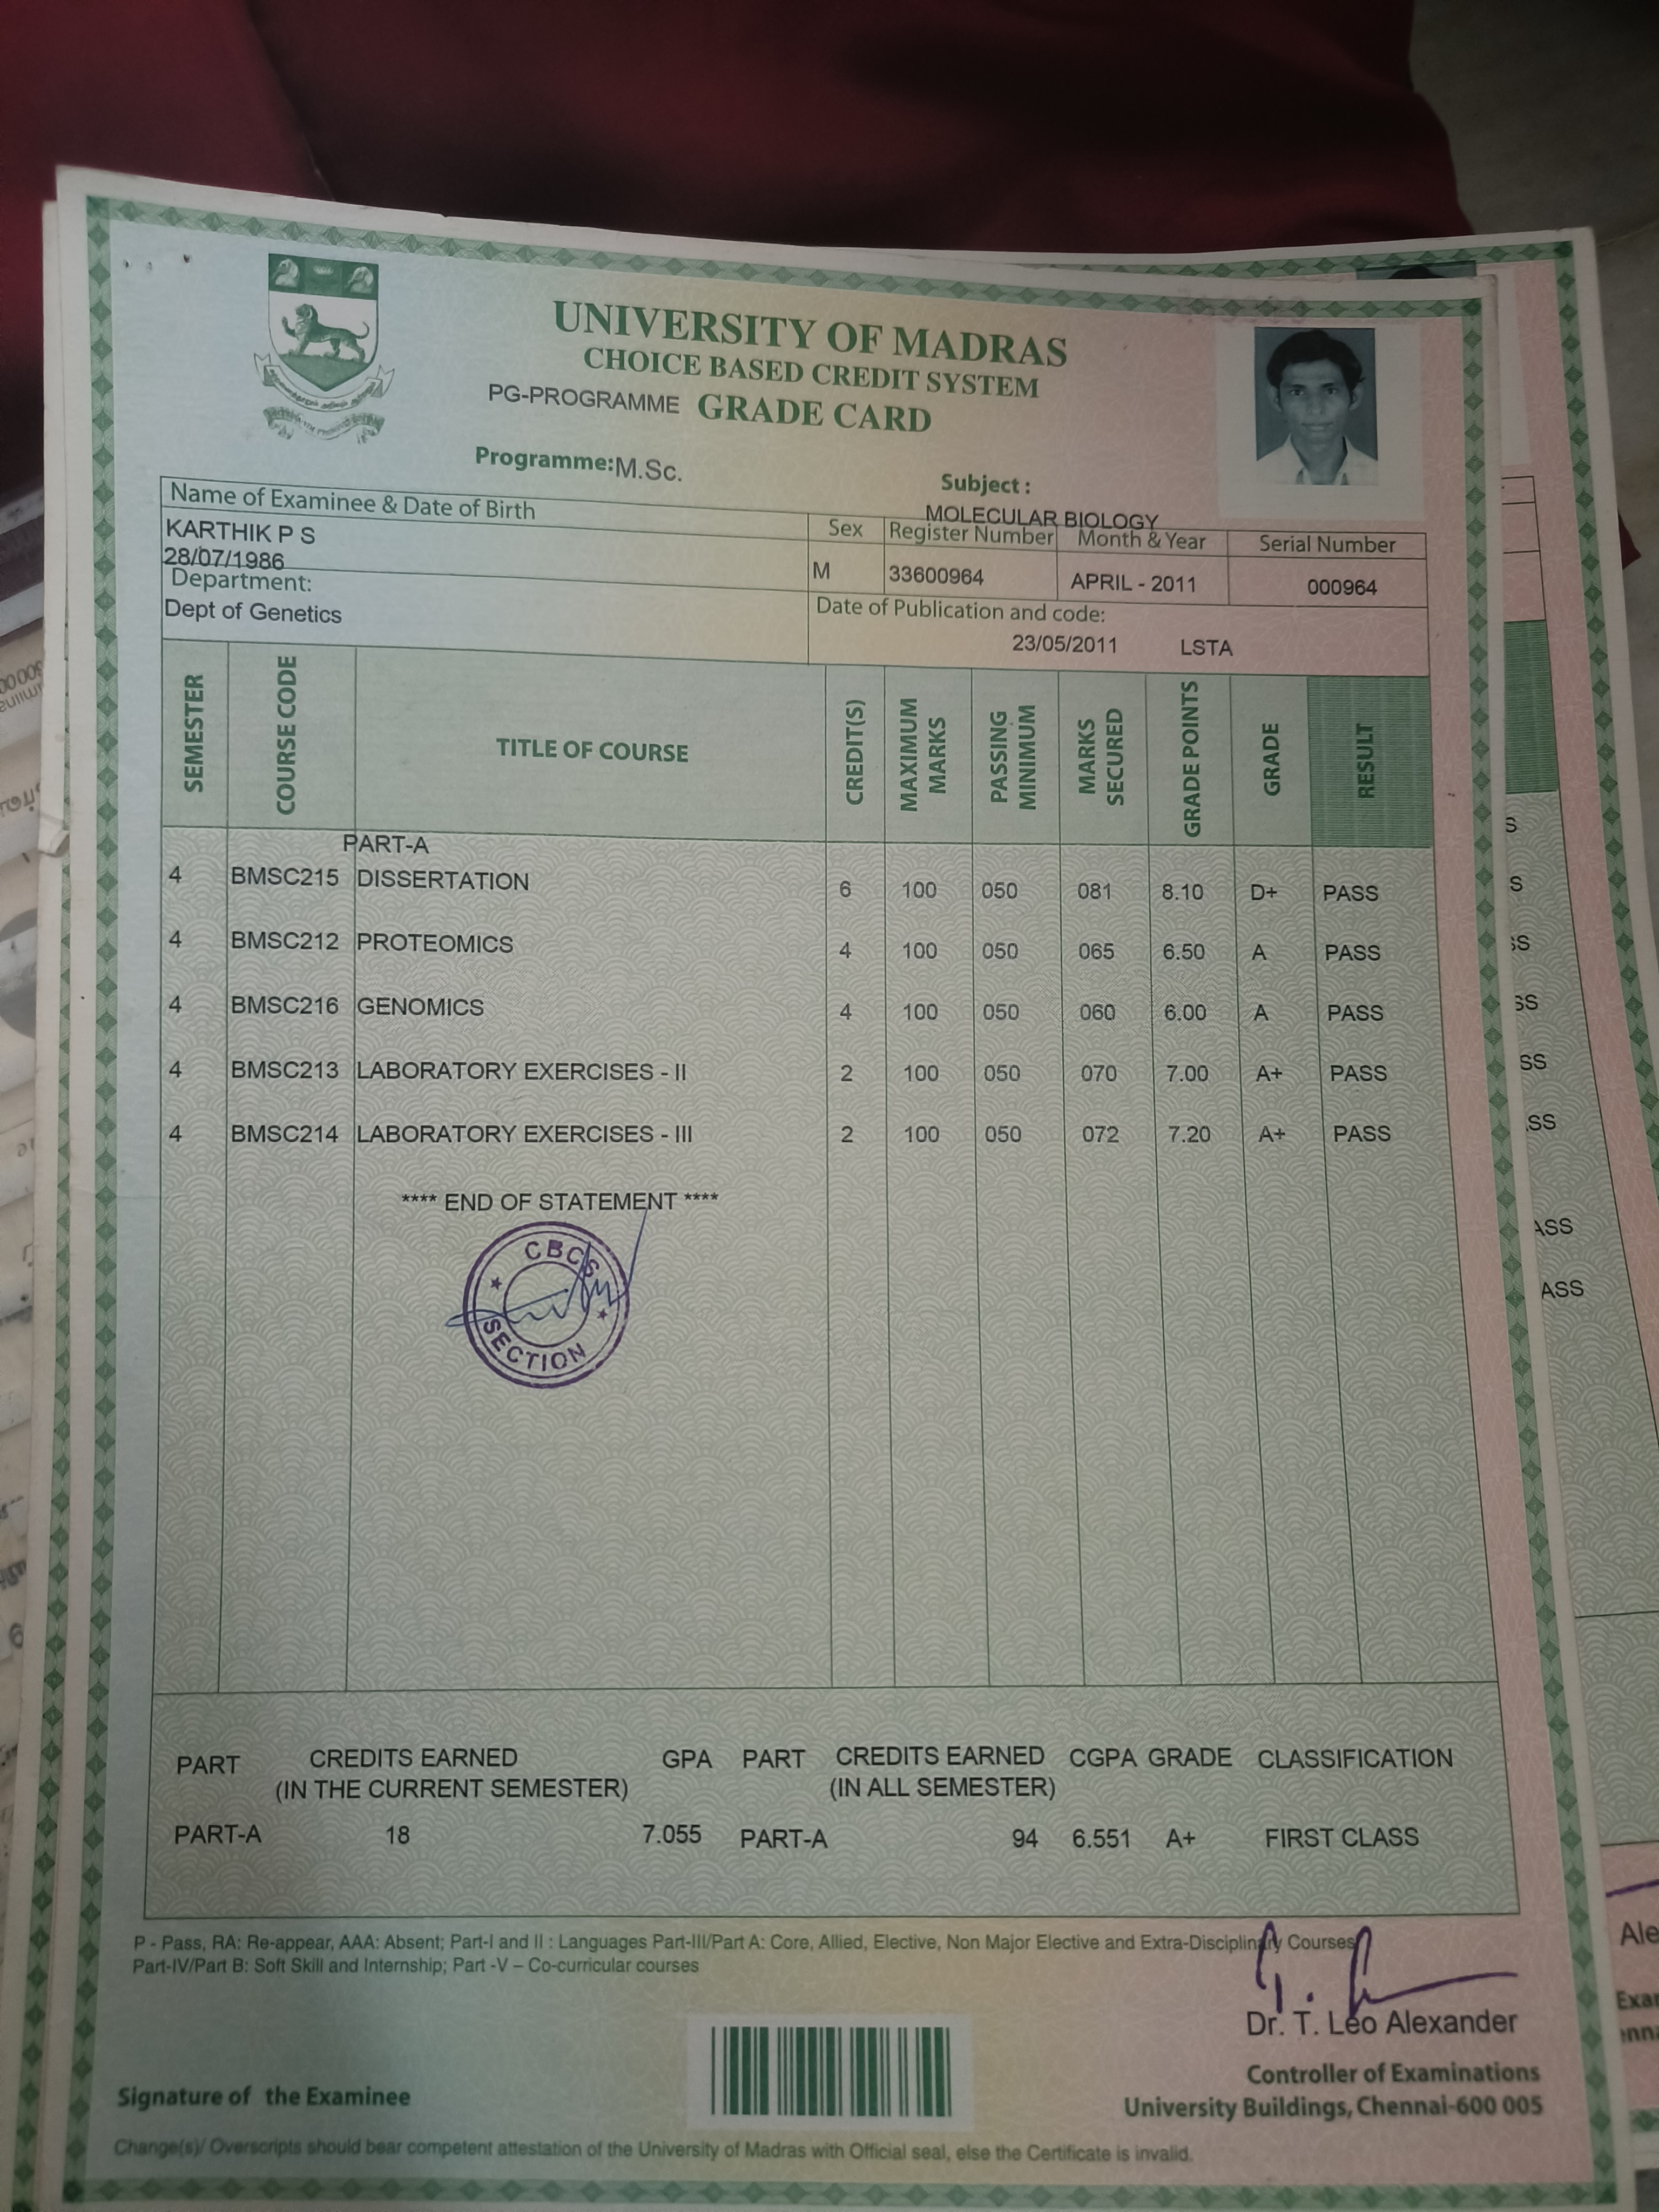 UNIVERSITY OF MADRAS
CHOICE BASED CREDIT SYSTEM
PG-PROGRAMME GRADE CARD
Programme: M.Sc.
Subject :
MOLECULAR BIOLOGY
Name of Examinee & Date of Birth
KARTHIK P S
28/07/1986
Sex Register Number Month & Year Serial Number
M 33600964 APRIL - 2011 000964
Department:
Dept of Genetics
Date of Publication and code:
23/05/2011 LSTA
SEMESTER COURSE CODE TITLE OF COURSE CREDIT(S) MAXIMUM MARKS PASSING MINIMUM MARKS SECURED GRADE POINTS GRADE RESULT
PART-A
4 BMSC215 DISSERTATION 6 100 050 081 8.10 D+ PASS
4 BMSC212 PROTEOMICS 4 100 050 065 6.50 A PASS
4 BMSC216 GENOMICS 4 100 050 060 6.00 A PASS
4 BMSC213 LABORATORY EXERCISES - II 2 100 050 070 7.00 A+ PASS
4 BMSC214 LABORATORY EXERCISES - III 2 100 050 072 7.20 A+ PASS
**** END OF STATEMENT ****
CBCS
SECTION
PART CREDITS EARNED GPA PART CREDITS EARNED CGPA GRADE CLASSIFICATION
(IN THE CURRENT SEMESTER) (IN ALL SEMESTER)
PART-A 18 7.055 PART-A 94 6.551 A+ FIRST CLASS
P - Pass, RA: Re-appear, AAA: Absent; Part-I and II : Languages Part-III/Part A: Core, Allied, Elective, Non Major Elective and Extra-Disciplinary Courses
Part-IV/Part B: Soft Skill and Internship; Part -V – Co-curricular courses
Dr. T. Leo Alexander
Controller of Examinations
Signature of the Examinee
University Buildings, Chennai-600 005
Change(s)/ Overscripts should bear competent attestation of the University of Madras with Official seal, else the Certificate is invalid.